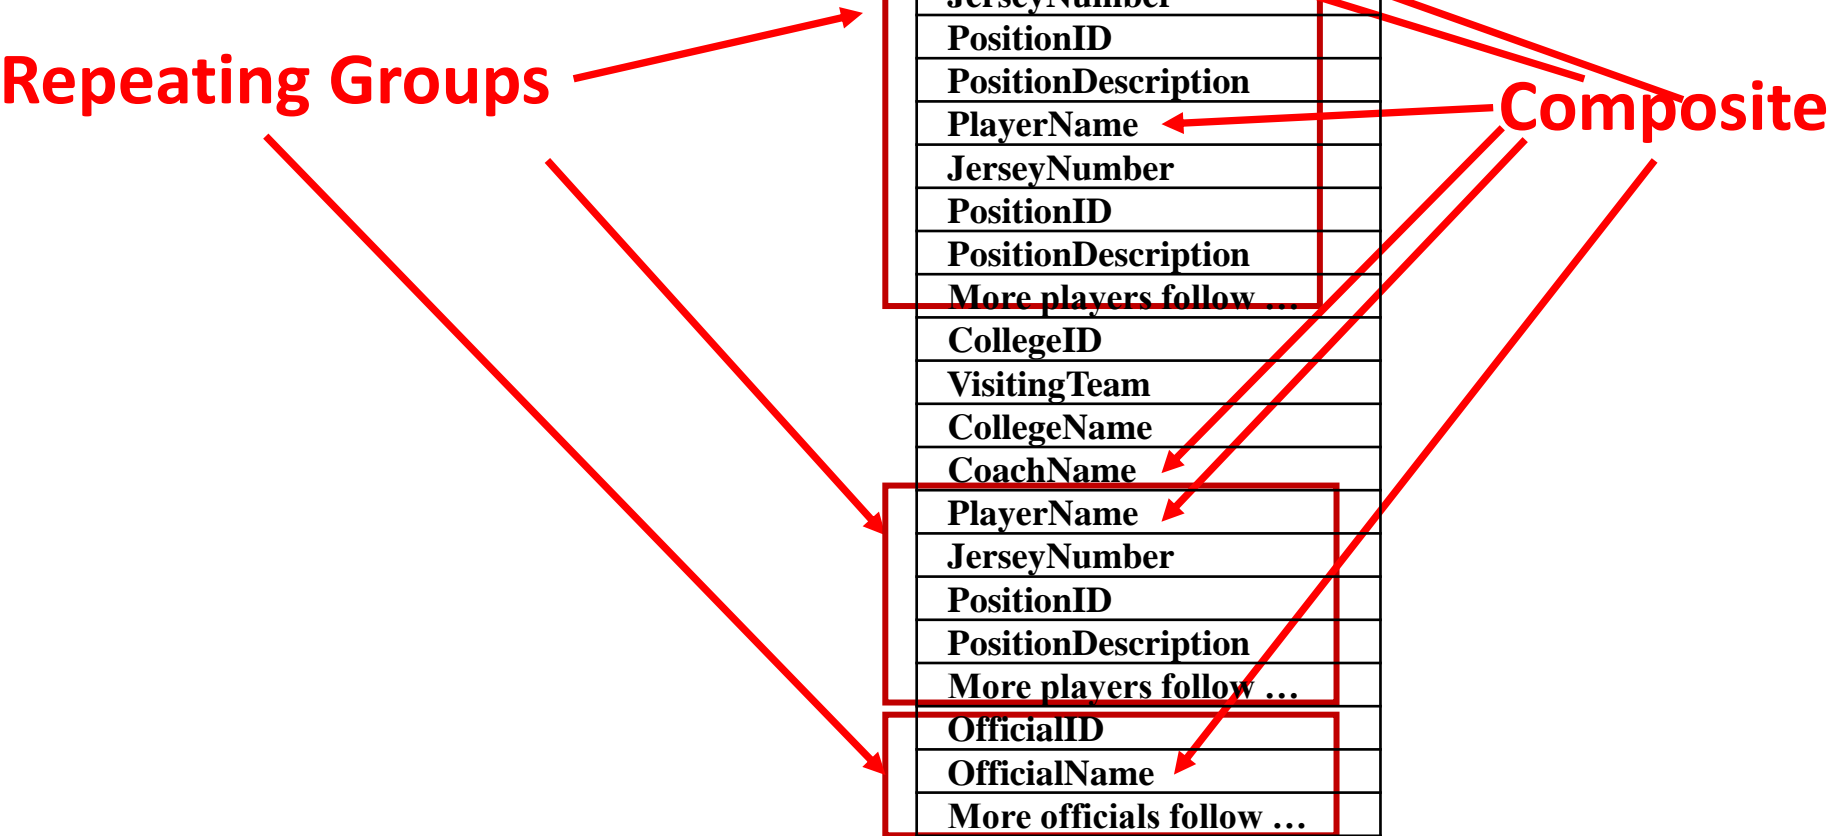 JerseyNumber
PositionID
PositionDescription
PlayerName
JerseyNumber
PositionID
PositionDescription
More players follow …
CollegeID
VisitingTeam
CollegeName
CoachName
PlayerName
JerseyNumber
PositionID
PositionDescription
More players follow …
OfficialID
OfficialName
More officials follow …
Repeating Groups
Composite